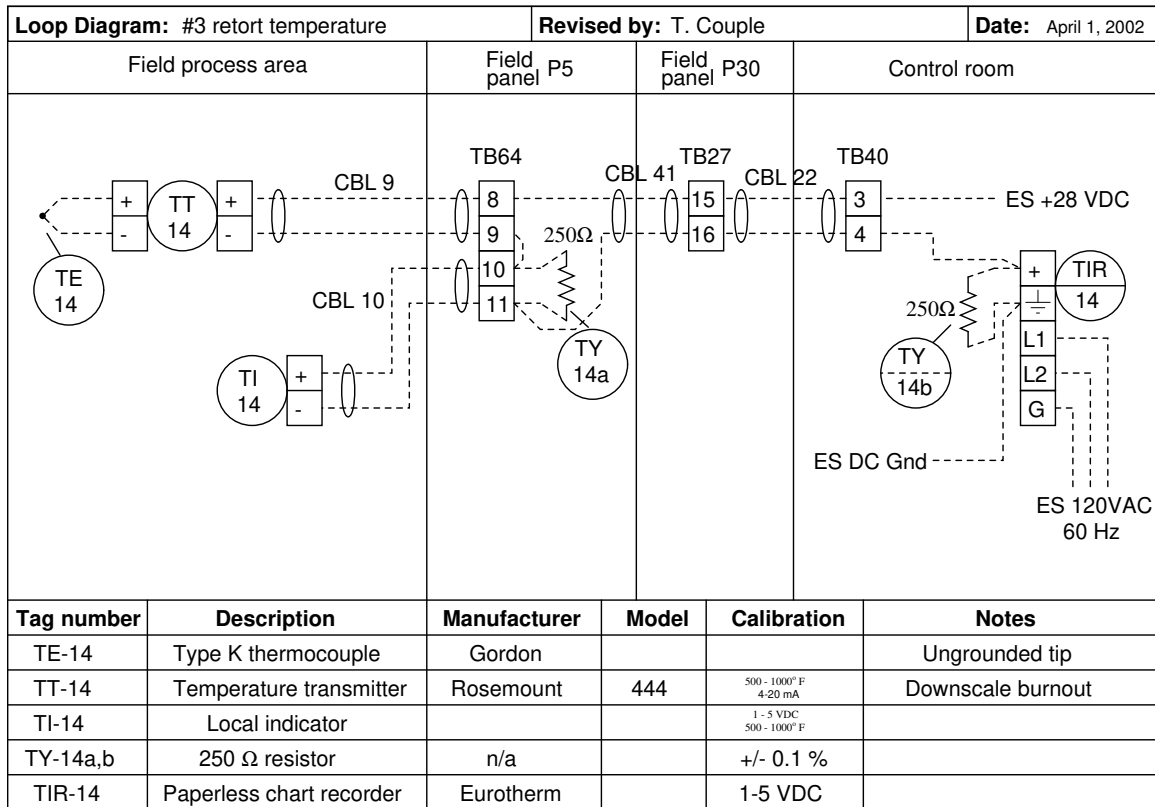 Loop Diagram: #3 retort temperature Revised by: T. Couple Date: April 1, 2002
Field process area Field panel P5 Field panel P30 Control room
TB64 TB27 TB40
CBL 9 CBL 41 CBL 22
+ TT 14 + 8 15 3 ES +28 VDC
- - 9 16 4
250Ω
TE 14
10
CBL 10 11
TY 14a
TI 14 + -
+ TIR 14
250Ω
TY 14b
L1
L2
G
ES DC Gnd
ES 120VAC
60 Hz
Tag number Description Manufacturer Model Calibration Notes
TE-14 Type K thermocouple Gordon Ungrounded tip
TT-14 Temperature transmitter Rosemount 444 500 - 1000° F 4-20 mA Downscale burnout
TI-14 Local indicator 1 - 5 VDC 500 - 1000° F
TY-14a,b 250 Ω resistor n/a +/- 0.1 %
TIR-14 Paperless chart recorder Eurotherm 1-5 VDC